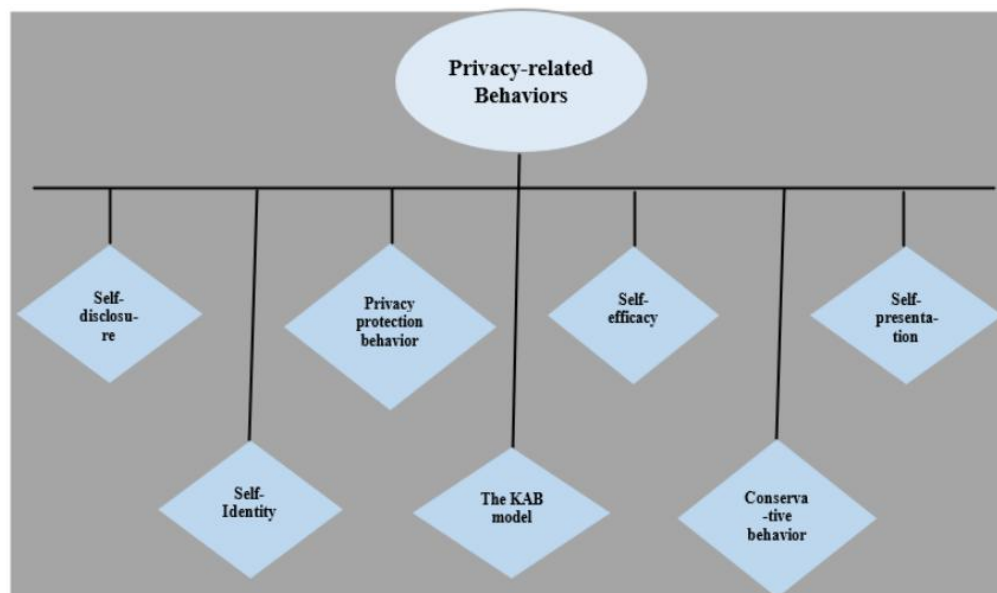 Privacy-related
Behaviors
Self-
disclosu-
re
Privacy
protection
behavior
Self-
efficacy
Self-
presenta-
tion
Self-
Identity
The KAB
model
Conserva
-tive
behavior